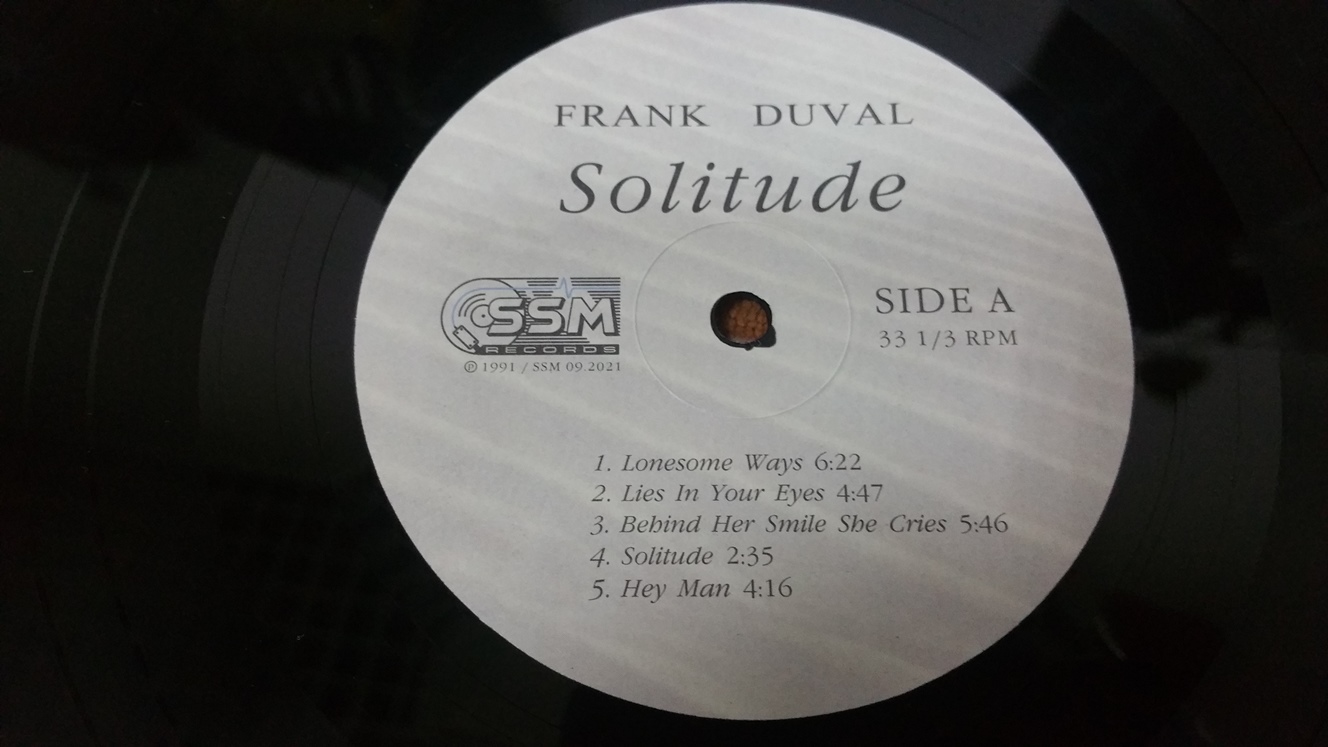 FRANK DUVAL
Solitude
SSM
RECORDS
℗ 1991 / SSM 09.2021
SIDE A
33 1/3 RPM
1. Lonesome Ways 6:22
2. Lies In Your Eyes 4:47
3. Behind Her Smile She Cries 5:46
4. Solitude 2:35
5. Hey Man 4:16